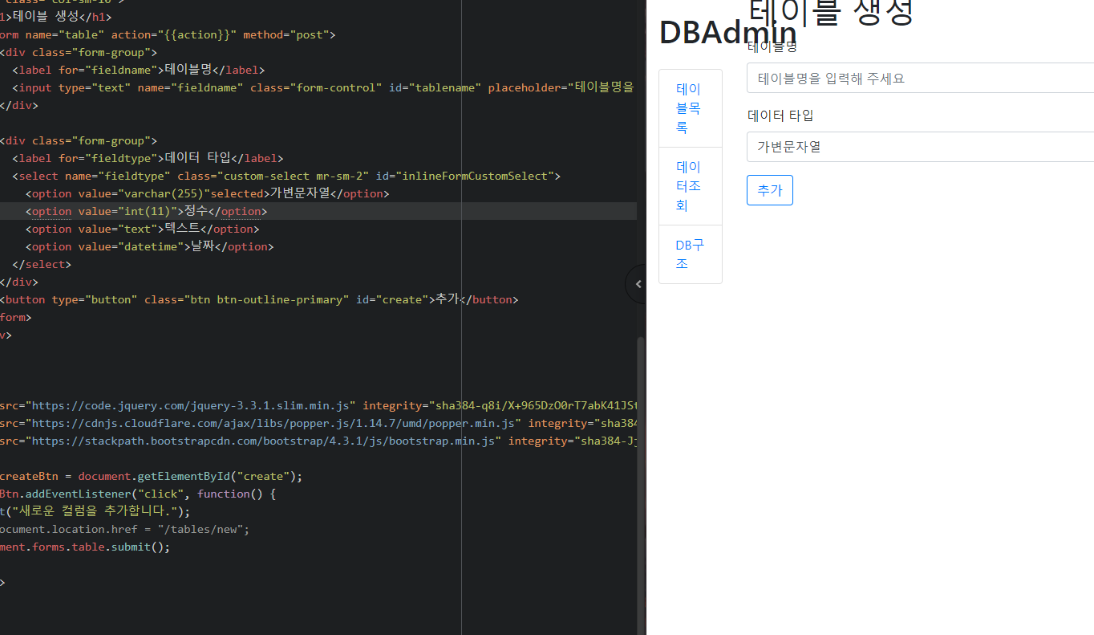 class="col-sm-10">
1>테이블 생성</h1>
orm name="table" action="{{action}}" method="post">
<div class="form-group">
<label for="fieldname">테이블명</label>
<input type="text" name="fieldname" class="form-control" id="tablename" placeholder="테이블명을
</div>
<div class="form-group">
<label for="fieldtype">데이터 타입</label>
<select name="fieldtype" class="custom-select mr-sm-2" id="inlineFormCustomSelect">
<option value="varchar(255)"selected>가변문자열</option>
<option value="int(11)">정수</option>
<option value="text">텍스트</option>
<option value="datetime">날짜</option>
</select>
</div>
<button type="button" class="btn btn-outline-primary" id="create">추가</button>
form>
v>
src="https://code.jquery.com/jquery-3.3.1.slim.min.js" integrity="sha384-q8i/X+965DzO0rT7abK41JSt
src="https://cdnjs.cloudflare.com/ajax/libs/popper.js/1.14.7/umd/popper.min.js" integrity="sha384
src="https://stackpath.bootstrapcdn.com/bootstrap/4.3.1/js/bootstrap.min.js" integrity="sha384-Jj
createBtn = document.getElementById("create");
Btn.addEventListener("click", function() {
t("새로운 컬럼을 추가합니다.");
ocument.location.href = "/tables/new";
ment.forms.table.submit();
>
테이블 생성
DBAdmin
테이블명
테이블명을 입력해 주세요
데이터 타입
가변문자열
추가
테이
블목
록
데이
터조
회
DB구
조